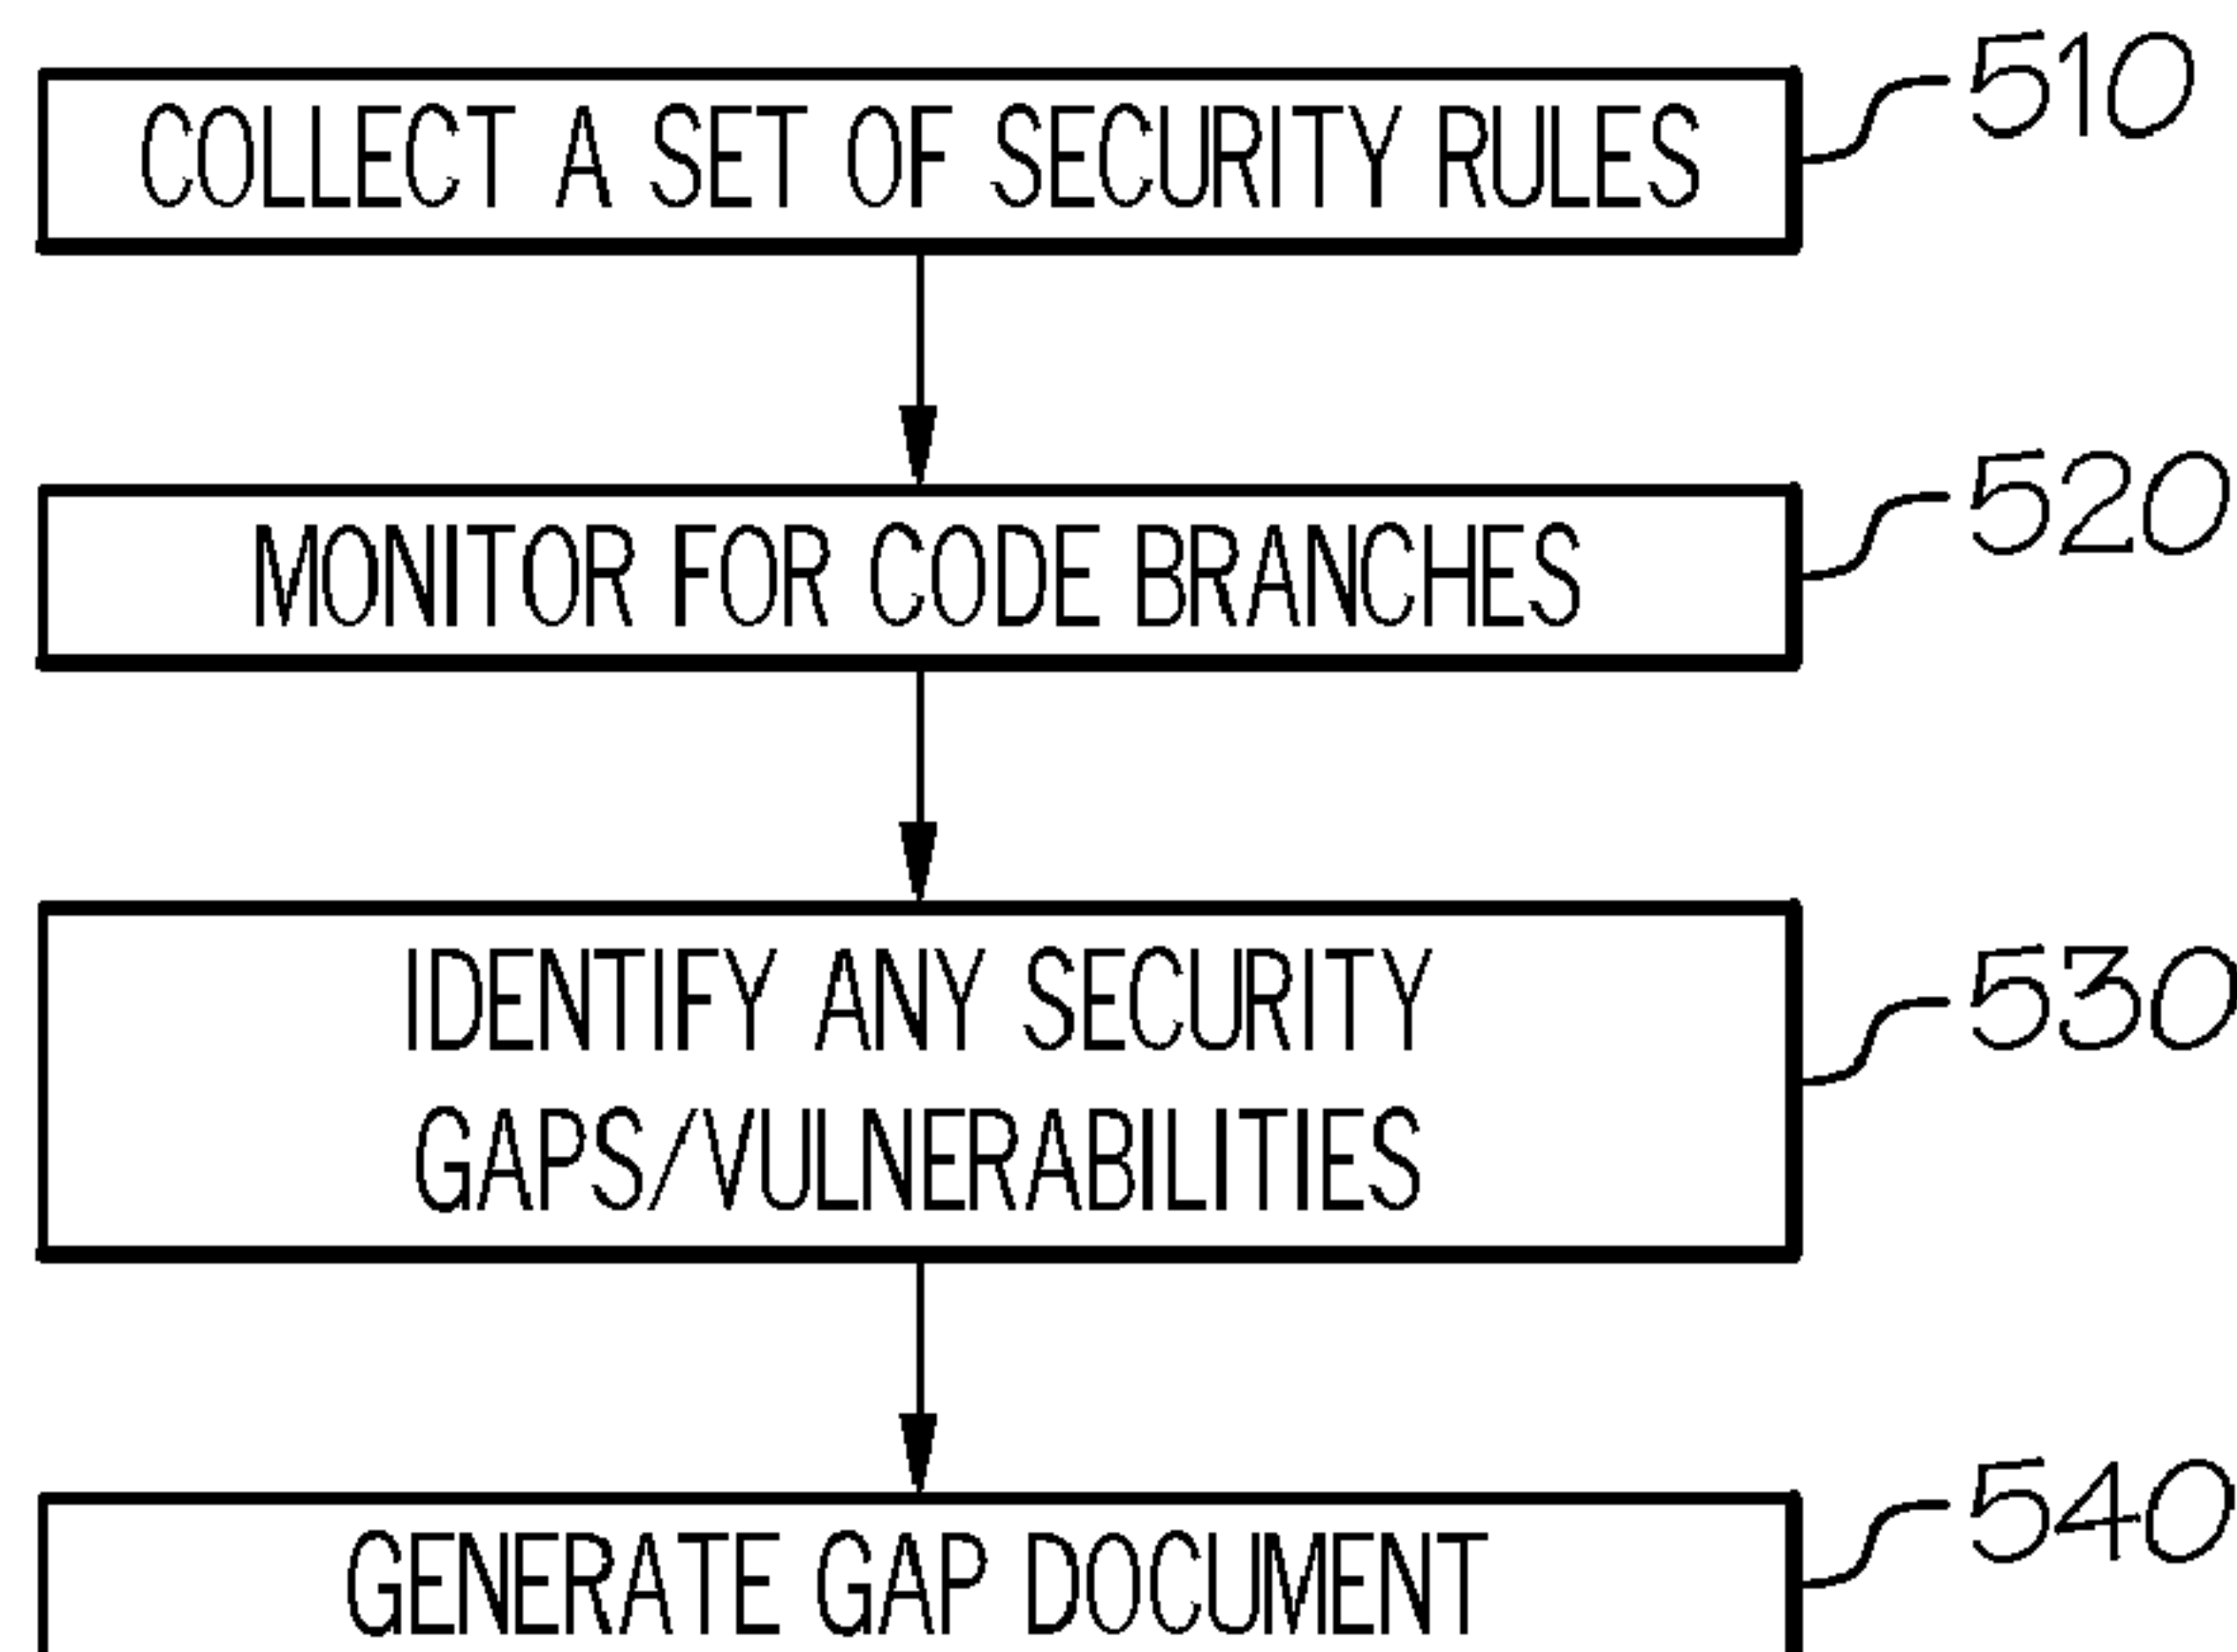 COLLECT A SET OF SECURITY RULES 510
MONITOR FOR CODE BRANCHES 520
IDENTIFY ANY SECURITY 530
GAPS/VULNERABILITIES
GENERATE GAP DOCUMENT 540